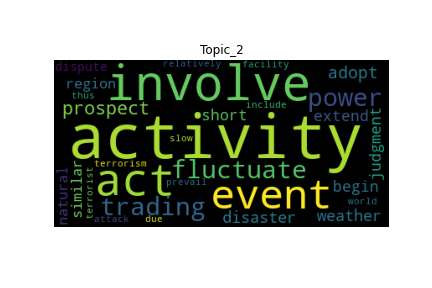 Topic_2
dispute
relatively
facility
involve
adopt
region
thus
include
power
prospect
short
extend
activity
judgment
slow
terrorism
act
fluctuate
natural
similar
terrorist
prevail
event
begin
world
trading
disaster
weather
attack
due